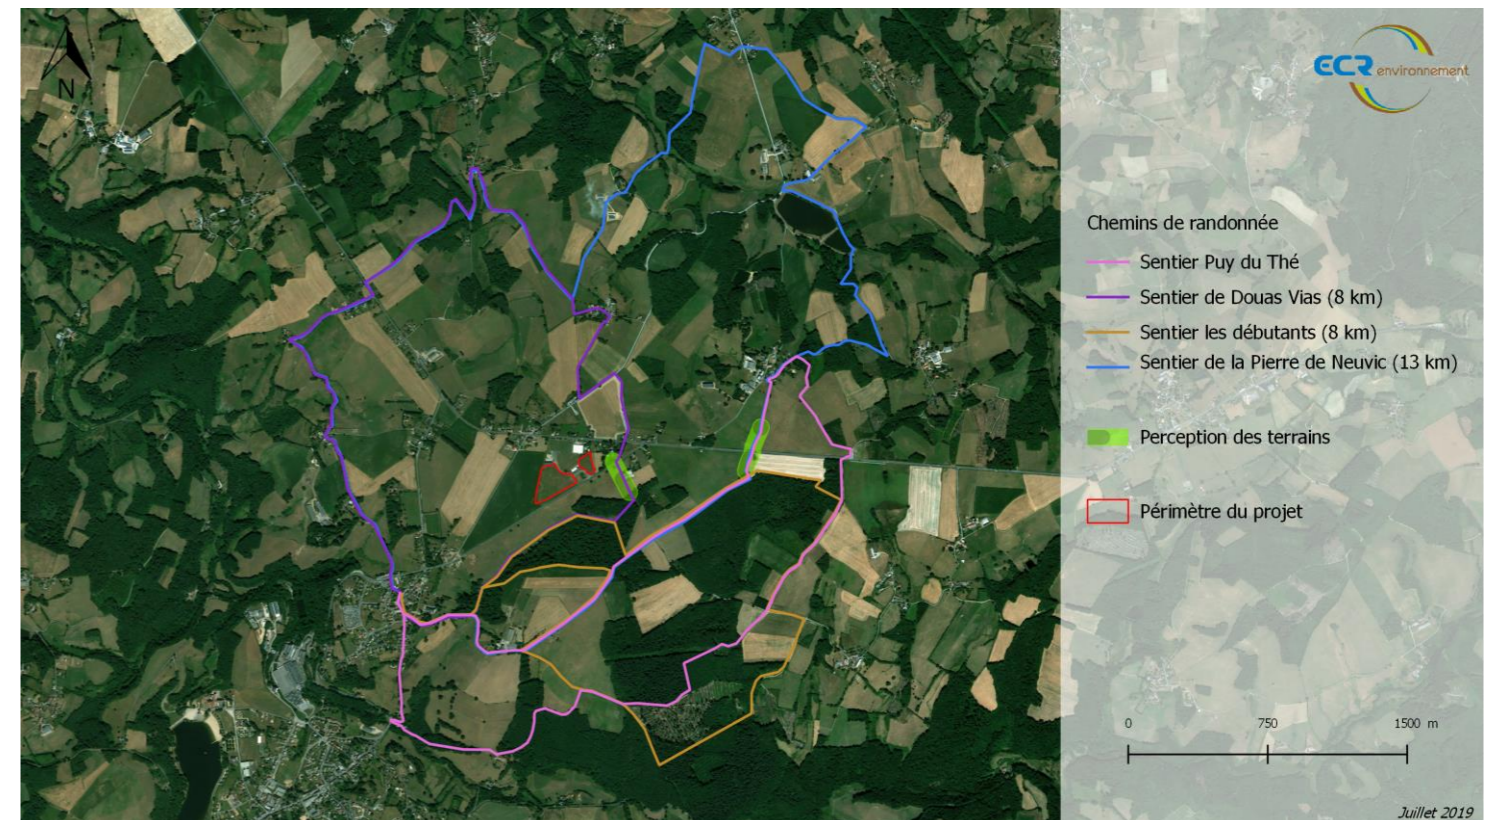 N
ECR environnement
Chemins de randonnée
Sentier Puy du Thé
Sentier de Douas Vias (8 km)
Sentier les débutants (8 km)
Sentier de la Pierre de Neuvic (13 km)
Perception des terrains
Périmètre du projet
0 750 1500 m
Juillet 2019